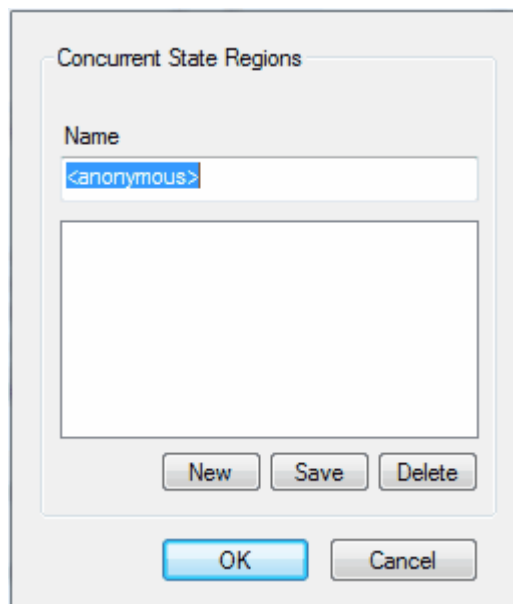 Concurrent State Regions
Name
<anonymous>
New Save Delete
OK Cancel